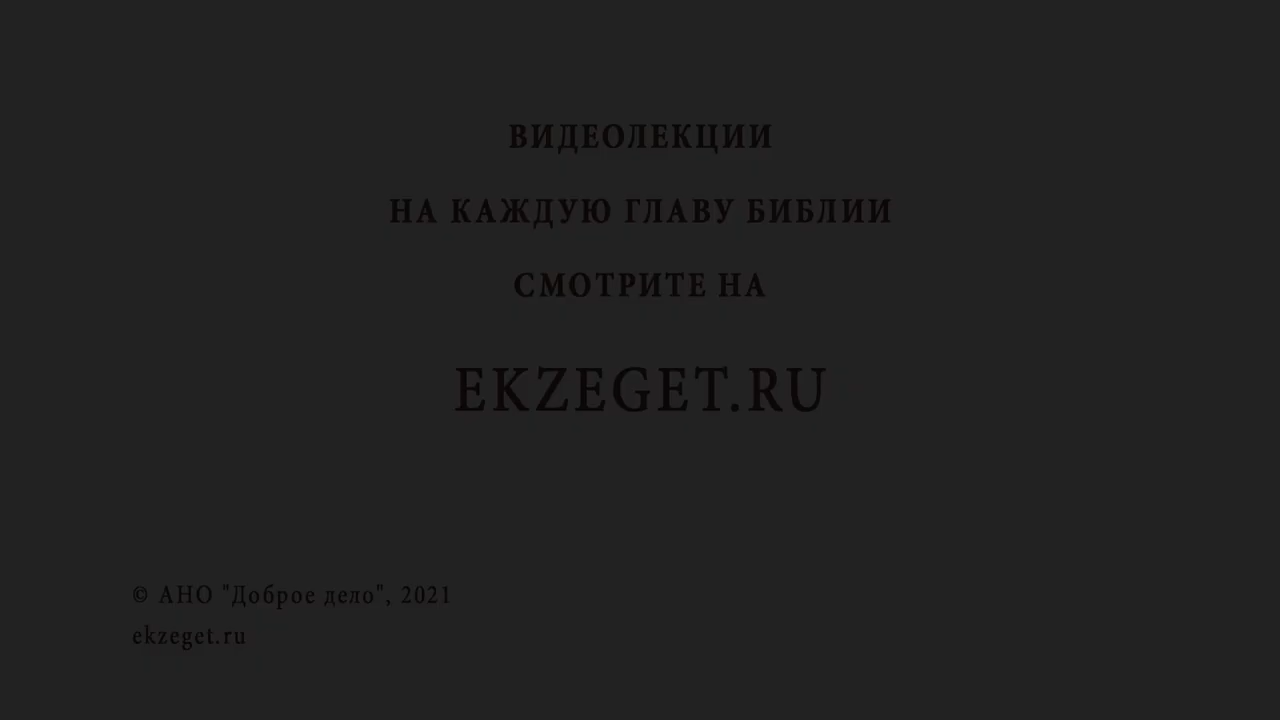 ВИДЕОЛЕКЦИИ
НА КАЖДУЮ ГЛАВУ БИБЛИИ
СМОТРИТЕ НА
EKZEGET.RU
© АНО "Доброе дело", 2021
ekzeget.ru